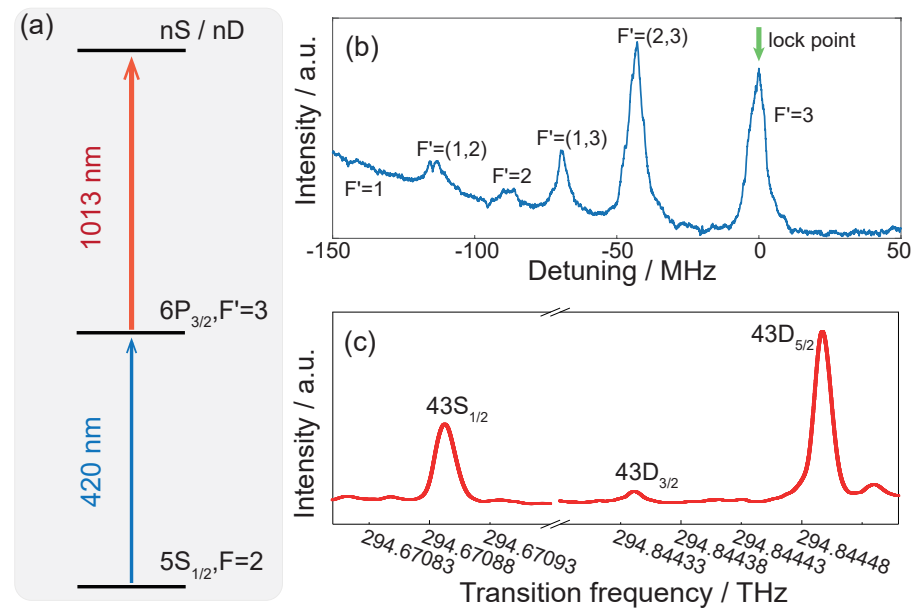 (a)
nS / nD
1013 nm
6P3/2,F'=3
420 nm
5S1/2,F=2
(b)
Intensity / a.u.
F'=1
F'=(1,2)
F'=2
F'=(1,3)
F'=(2,3)
lock point
F'=3
-150
-100
-50
0
50
Detuning / MHz
(c)
Intensity / a.u.
43S1/2
43D3/2
43D5/2
294.67083
294.67088
294.67093
294.84433
294.84438
294.84443
294.84448
Transition frequency / THz